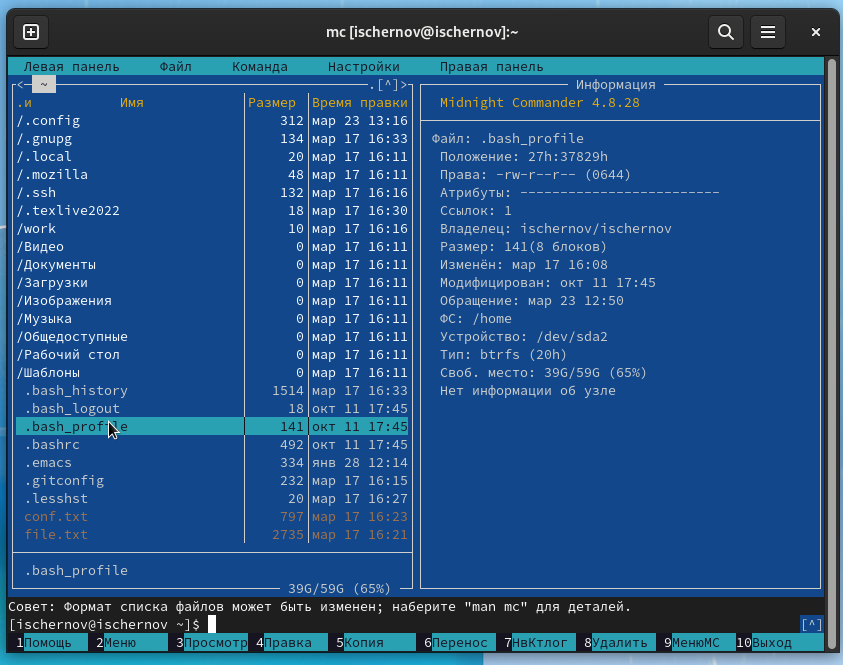 mc [ischernov@ischernov]:~
Левая панель Файл Команда Настройки Правая панель
<─ ~ .[^]>
.и Имя Размер Время правки
/.config 312 мар 23 13:16
/.gnupg 134 мар 17 16:33
/.local 20 мар 17 16:11
/.mozilla 48 мар 17 16:11
/.ssh 132 мар 17 16:16
/.texlive2022 18 мар 17 16:30
/work 10 мар 17 16:16
/Видео 0 мар 17 16:11
/Документы 0 мар 17 16:11
/Загрузки 0 мар 17 16:11
/Изображения 0 мар 17 16:11
/Музыка 0 мар 17 16:11
/Общедоступные 0 мар 17 16:11
/Рабочий стол 0 мар 17 16:11
/Шаблоны 0 мар 17 16:11
.bash_history 1514 мар 17 16:33
.bash_logout 18 окт 11 17:45
.bash_profile 141 окт 11 17:45
.bashrc 492 окт 11 17:45
.emacs 334 янв 28 12:14
.gitconfig 232 мар 17 16:15
.lesshst 20 мар 17 16:27
conf.txt 797 мар 17 16:23
file.txt 2735 мар 17 16:21
.bash_profile
39G/59G (65%)
Информация
Midnight Commander 4.8.28
Файл: .bash_profile
Положение: 27h:37829h
Права: -rw-r--r-- (0644)
Атрибуты: -------------------------
Ссылок: 1
Владелец: ischernov/ischernov
Размер: 141(8 блоков)
Изменён: мар 17 16:08
Модифицирован: окт 11 17:45
Обращение: мар 23 12:50
ФС: /home
Устройство: /dev/sda2
Тип: btrfs (20h)
Своб. место: 39G/59G (65%)
Нет информации об узле
Совет: Формат списка файлов может быть изменен; наберите "man mc" для деталей.
[ischernov@ischernov ~]$ [^]
1Помощь 2Меню 3Просмотр 4Правка 5Копия 6Перенос 7НвКтлог 8Удалить 9МенюMC 10Выход